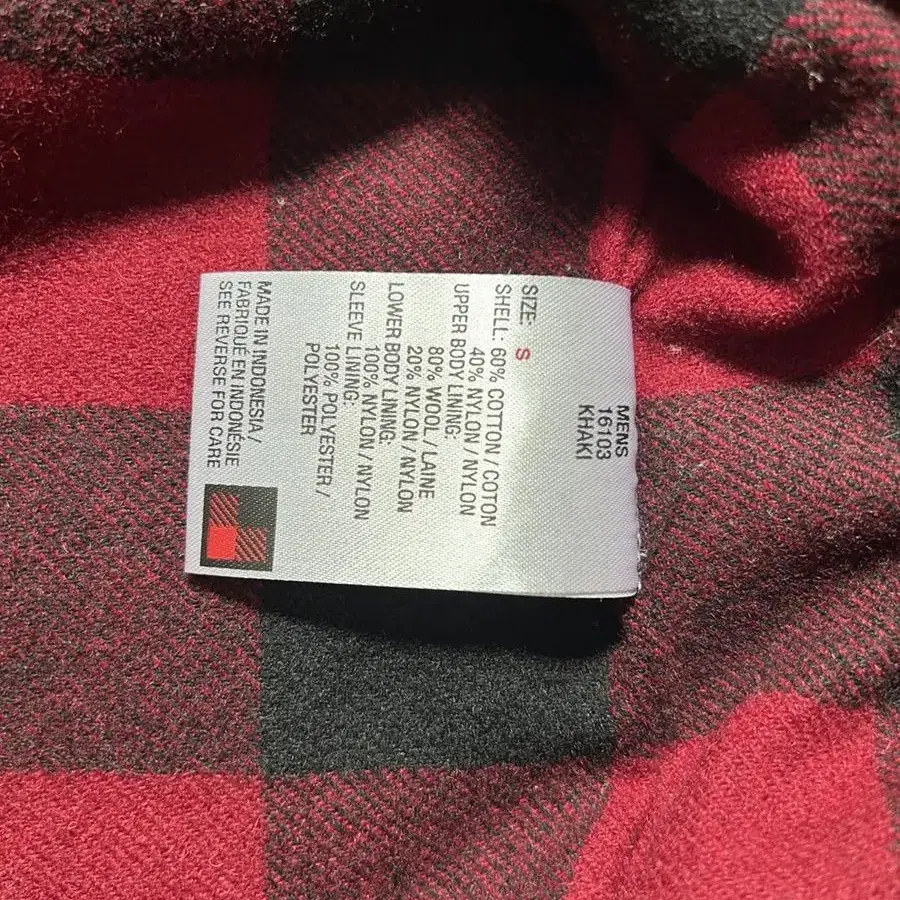 MENS
16103
KHAKI
SIZE: S
SHELL: 60% COTTON / COTON
40% NYLON / NYLON
UPPER BODY LINING:
80% WOOL / LAINE
20% NYLON / NYLON
LOWER BODY LINING:
100% NYLON / NYLON
SLEEVE LINING:
100% POLYESTER /
POLYESTER
MADE IN INDONESIA /
FABRIQUÉ EN INDONÉSIE
SEE REVERSE FOR CARE